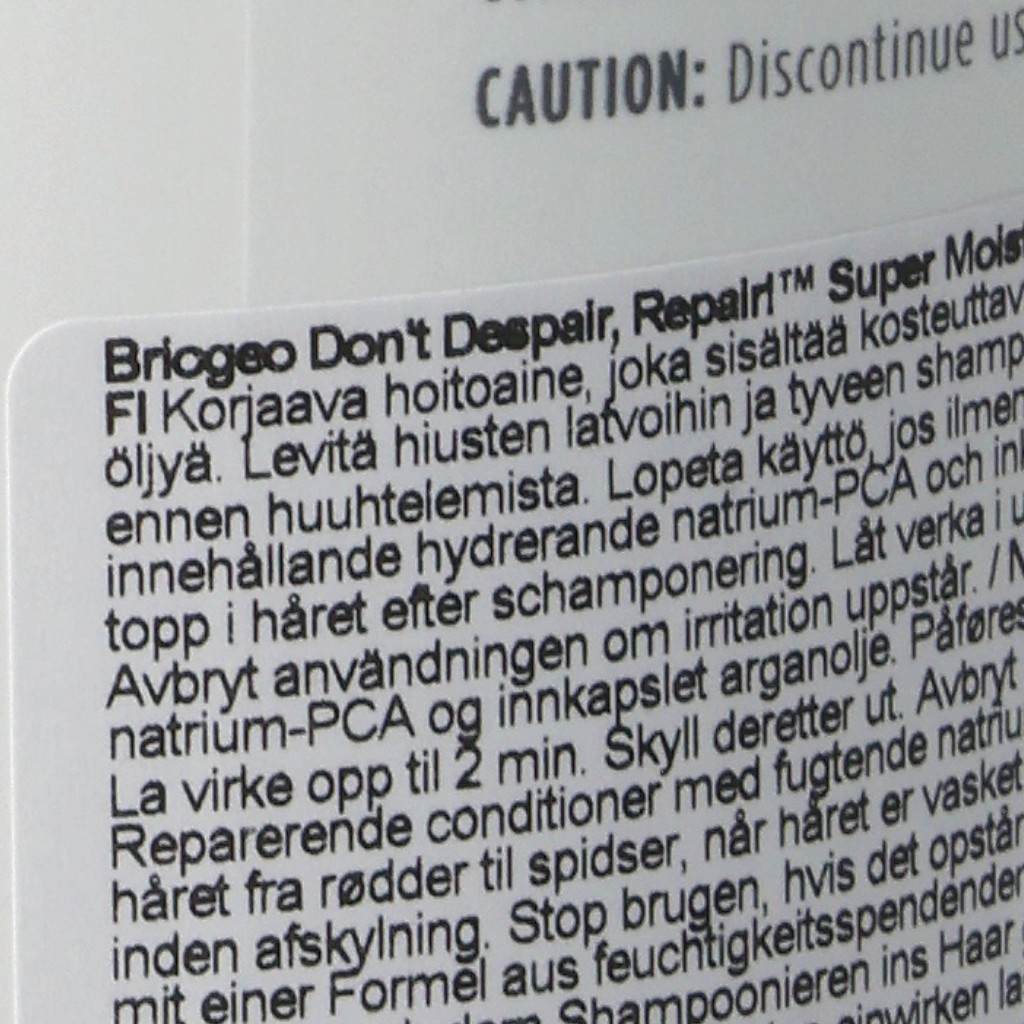 CAUTION: Discontinue us
Briogeo Don't Despair, Repair!™ Super Mois
FI Korjaava hoitoaine, joka sisältää kosteuttav
öljyä. Levitä hiusten latvoihin ja tyveen shamp
ennen huuhtelemista. Lopeta käyttö, jos ilmen
innehållande hydrerande natrium-PCA och ink
topp i håret efter schamponering. Låt verka i u
Avbryt användningen om irritation uppstår. / N
natrium-PCA og innkapslet arganolje. Påføres
La virke opp til 2 min. Skyll deretter ut. Avbryt
Reparerende conditioner med fugtende natriu
håret fra rødder til spidser, når håret er vasket
inden afskylning. Stop brugen, hvis det opstår
mit einer Formel aus feuchtigkeitsspendenden
Shampoonieren ins Haar
einwirken la